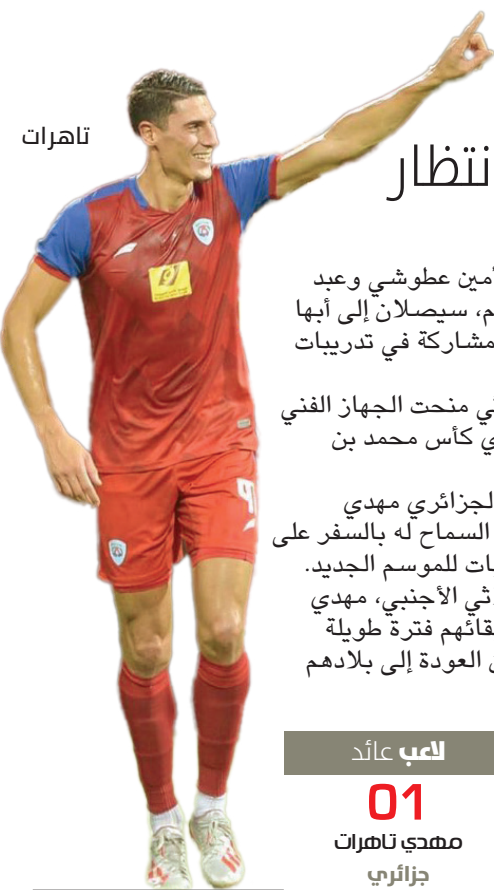 تاهرات
نتظار
أمين عطوشي وعبد
م، سيصلان إلى أبها
مشاركة في تدريبات
ني منحت الجهاز الفني
ي كأس محمد بن
لجزائري مهدي
السماح له بالسفر على
ات للموسم الجديد.
وثي الأجنبي، مهدي
قائهم فترة طويلة
ن العودة إلى بلادهم
لاعب عائد
01
مهدي تاهرات
جزائري